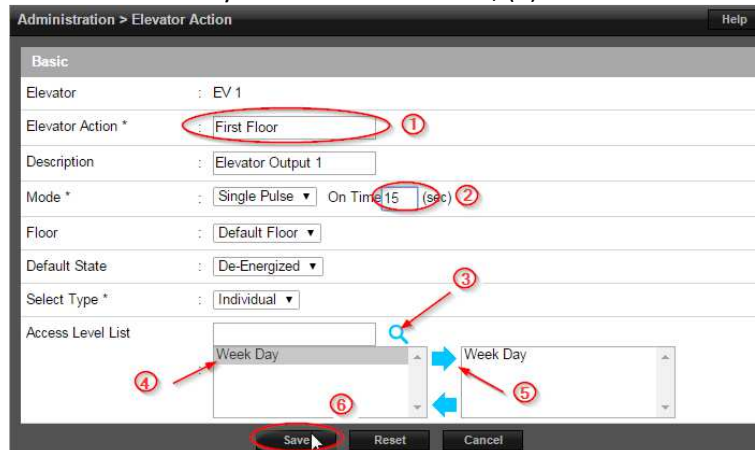 Administration > Elevator Action Help
Basic
Elevator : EV 1
Elevator Action * : First Floor ①
Description : Elevator Output 1
Mode * : Single Pulse ▼ On Time 15 (sec) ②
Floor : Default Floor ▼
Default State : De-Energized ▼
③
Select Type * : Individual ▼
Access Level List
Week Day Week Day
④ : ⑤
⑥
Save Reset Cancel